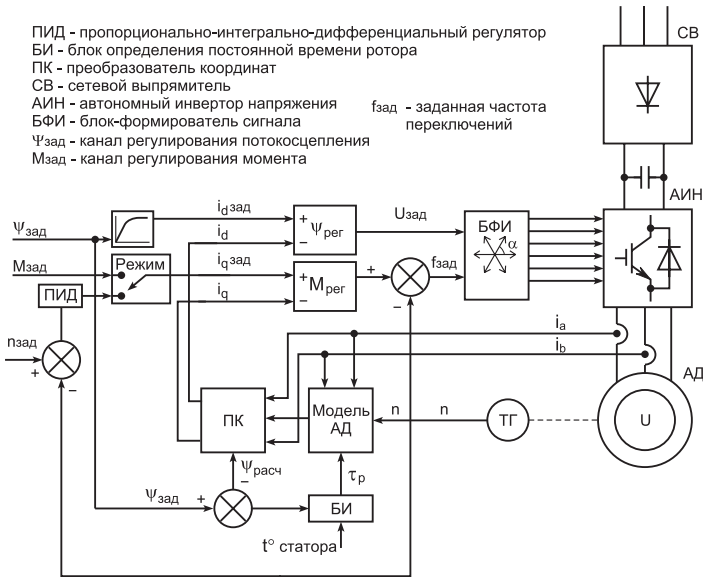 ПИД - пропорционально-интегрально-дифференциальный регулятор
БИ - блок определения постоянной времени ротора
ПК - преобразователь координат
СВ - сетевой выпрямитель
АИН - автономный инвертор напряжения
БФИ - блок-формирователь сигнала
Ψзад - канал регулирования потокосцепления
Мзад - канал регулирования момента
fзад - заданная частота
переключений
СВ
АИН
ψзад
id зад
id
+
−
ψрег
Uзад
БФИ
α
Мзад
Режим
iqзад
iq
+
−
Мрег
+
−
fзад
ПИД
nзад
+
−
ia
ib
АД
ПК
Модель
АД
n
n
ТГ
U
ψрасч
−
τр
ψзад
+
БИ
t° статора